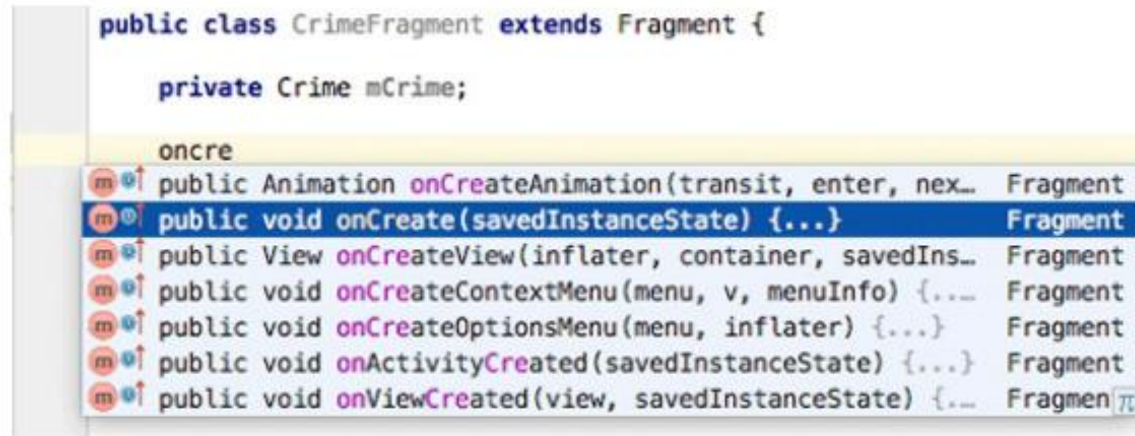 public class CrimeFragment extends Fragment {
private Crime mCrime;
oncre
m public Animation onCreateAnimation(transit, enter, nex… Fragment
m public void onCreate(savedInstanceState) {...} Fragment
m public View onCreateView(inflater, container, savedIns… Fragment
m public void onCreateContextMenu(menu, v, menuInfo) {..… Fragment
m public void onCreateOptionsMenu(menu, inflater) {...} Fragment
m public void onActivityCreated(savedInstanceState) {...} Fragment
m public void onViewCreated(view, savedInstanceState) {.… Fragmen π